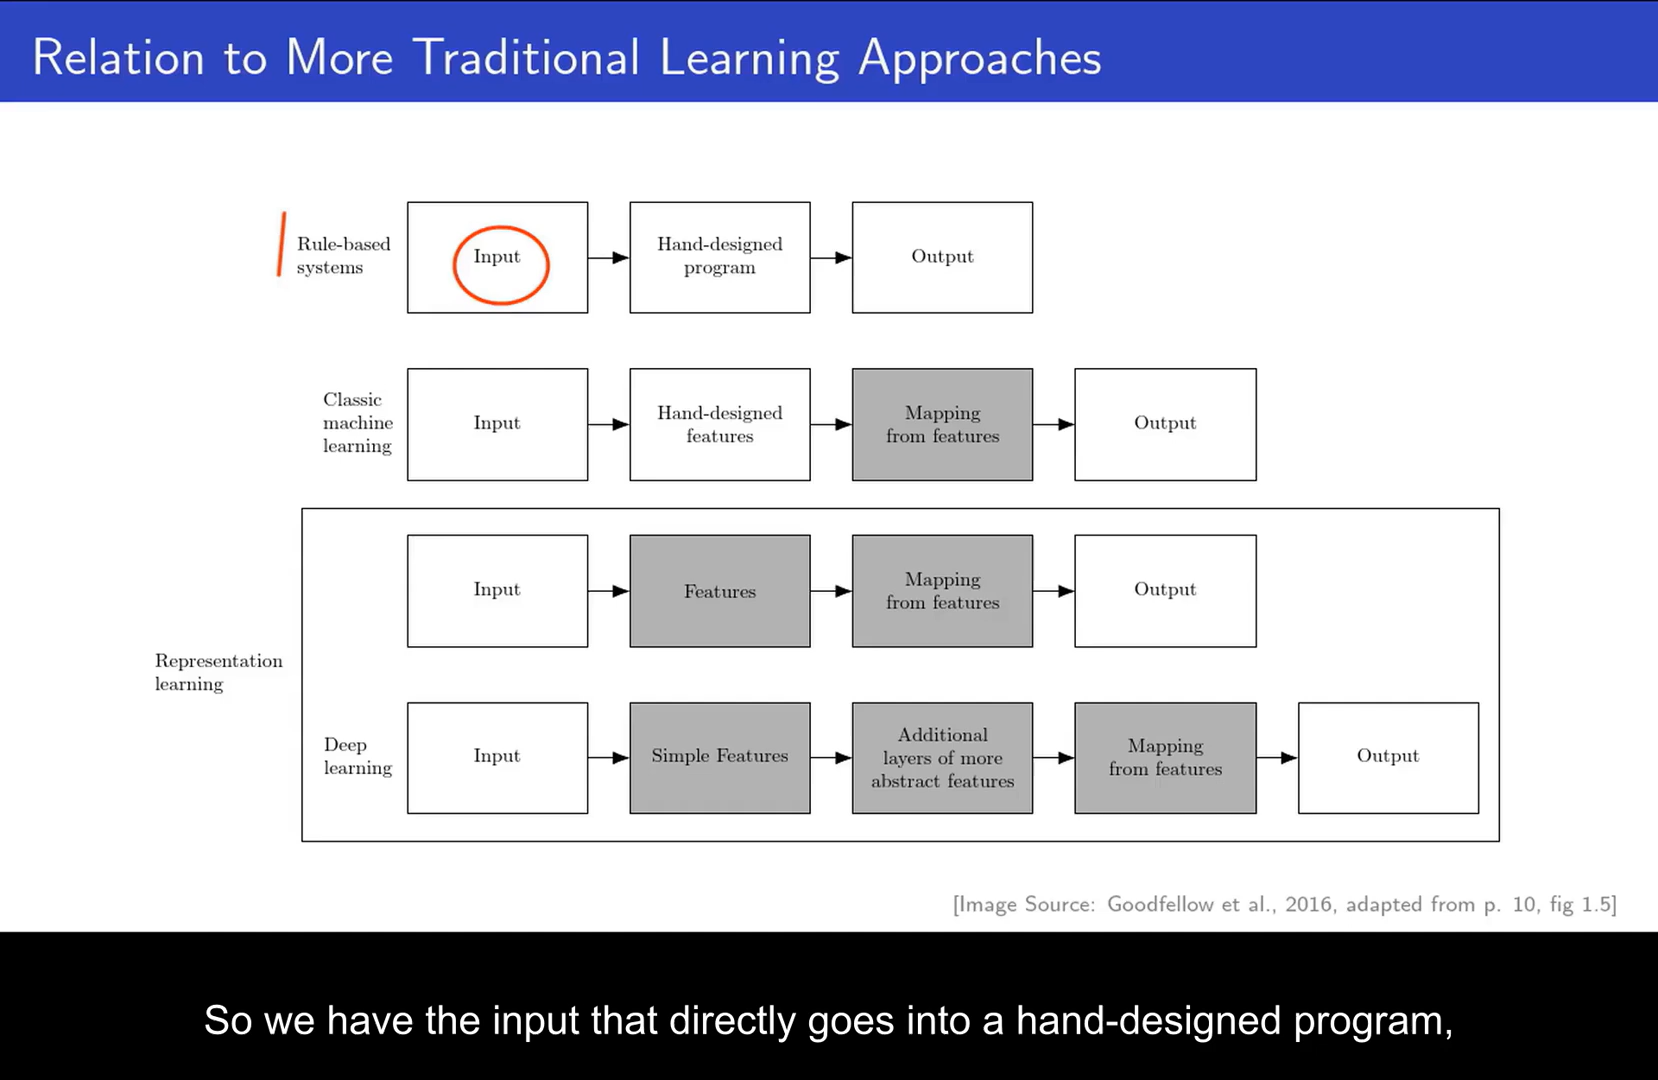 Relation to More Traditional Learning Approaches
Rule-based
systems
Input
Hand-designed
program
Output
Classic
machine
learning
Input
Hand-designed
features
Mapping
from features
Output
Representation
learning
Input
Features
Mapping
from features
Output
Deep
learning
Input
Simple Features
Additional
layers of more
abstract features
Mapping
from features
Output
[Image Source: Goodfellow et al., 2016, adapted from p. 10, fig 1.5]
So we have the input that directly goes into a hand-designed program,